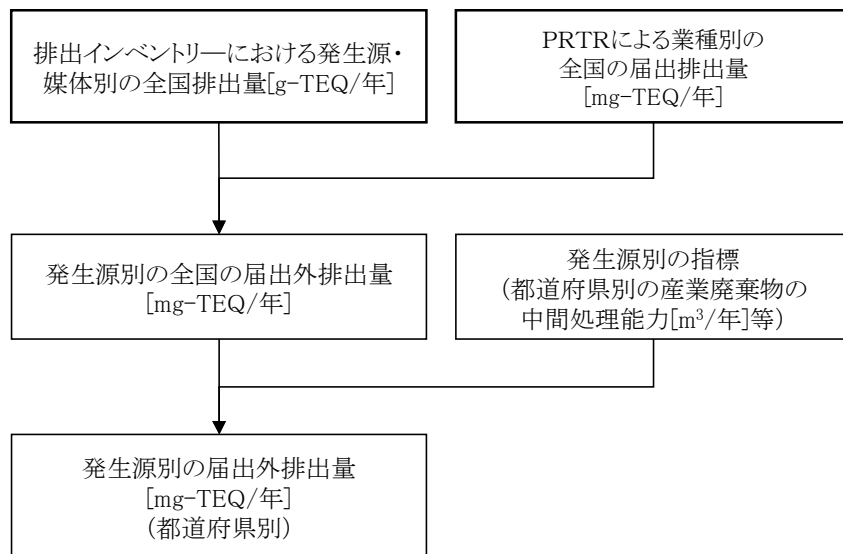 排出インベントリーにおける発生源・
媒体別の全国排出量[g-TEQ/年]
PRTRによる業種別の
全国の届出排出量
[mg-TEQ/年]
発生源別の全国の届出外排出量
[mg-TEQ/年]
発生源別の指標
(都道府県別の産業廃棄物の
中間処理能力[m³/年]等)
発生源別の届出外排出量
[mg-TEQ/年]
(都道府県別)